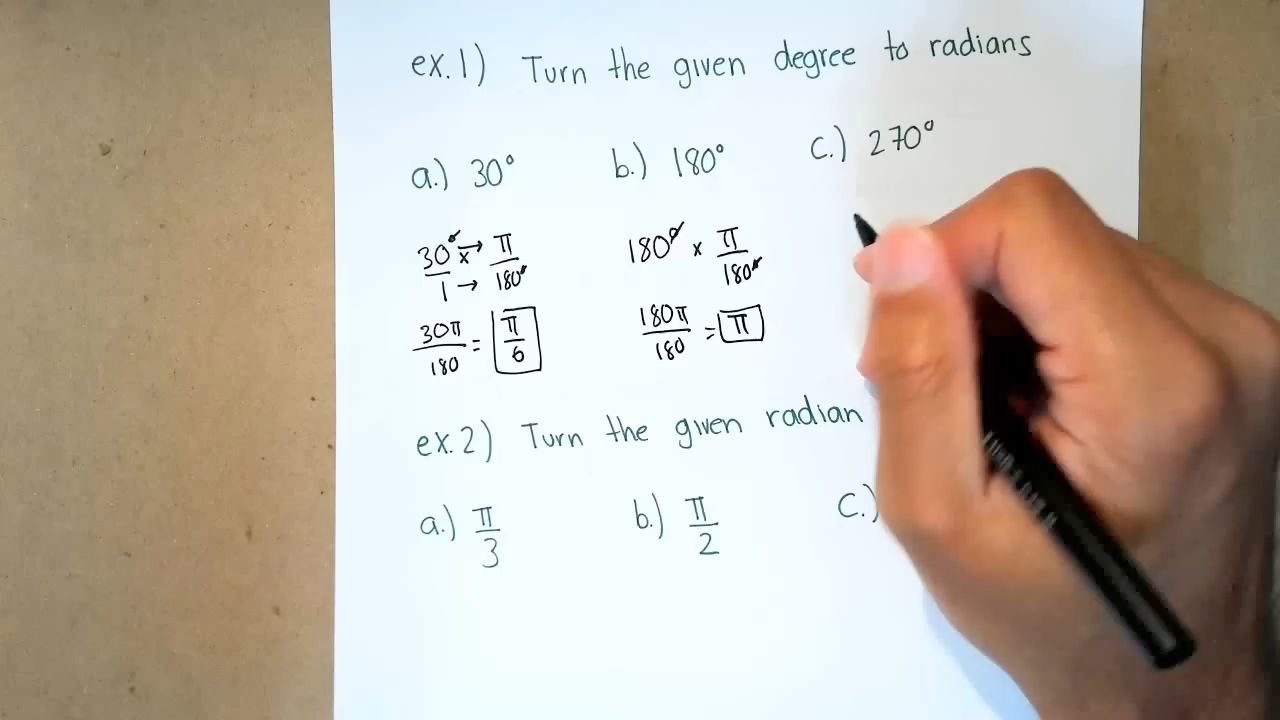 ex. 1) Turn the given degree to radians
a.) 30° b.) 180° c.) 270°
30° x → π 180° x π
1 → 180° 180°
30π = π 180π = π
180 6 180
ex. 2) Turn the given radian
a.) π b.) π c.)
3 2